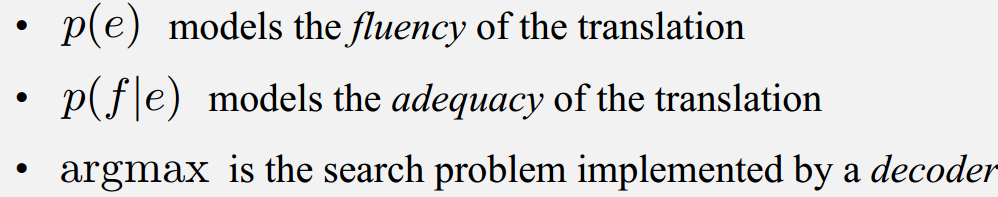 • p(e) models the fluency of the translation
• p(f|e) models the adequacy of the translation
• argmax is the search problem implemented by a decoder